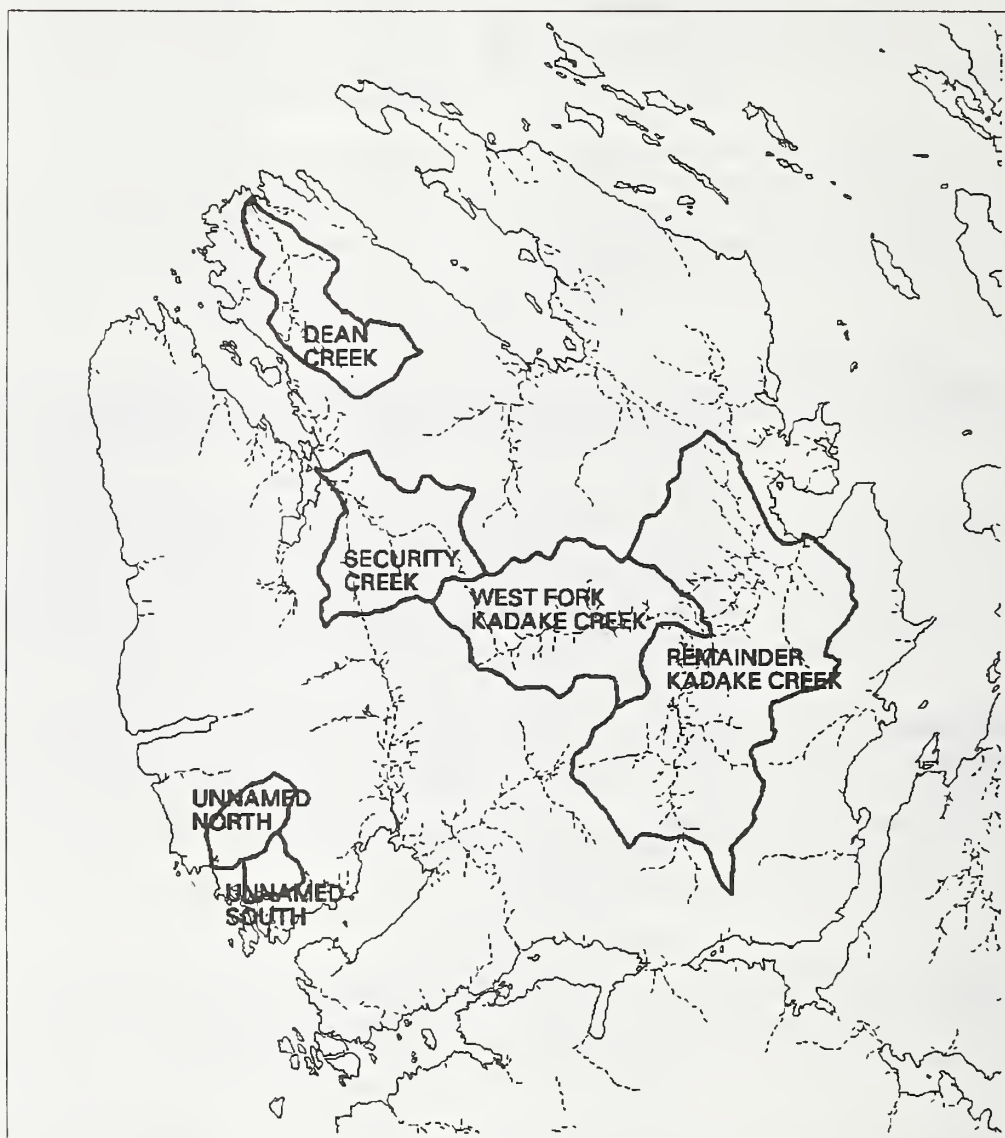 DEAN
CREEK
SECURITY
CREEK
WEST FORK
KADAKE CREEK
REMAINDER
KADAKE CREEK
UNNAMED
NORTH
UNNAMED
SOUTH